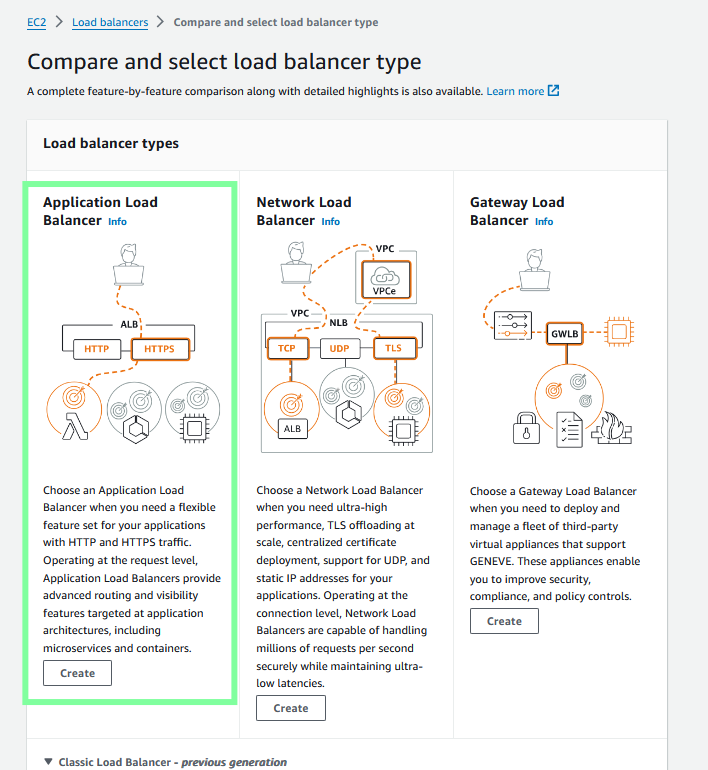 EC2 > Load balancers > Compare and select load balancer type
Compare and select load balancer type
A complete feature-by-feature comparison along with detailed highlights is also available. Learn more
Load balancer types
Application Load
Balancer Info
ALB
HTTP
HTTPS
Choose an Application Load
Balancer when you need a flexible
feature set for your applications
with HTTP and HTTPS traffic.
Operating at the request level,
Application Load Balancers provide
advanced routing and visibility
features targeted at application
architectures, including
microservices and containers.
Create
Network Load
Balancer Info
VPC
VPCe
VPC
NLB
TCP
UDP
TLS
ALB
Choose a Network Load Balancer
when you need ultra-high
performance, TLS offloading at
scale, centralized certificate
deployment, support for UDP, and
static IP addresses for your
applications. Operating at the
connection level, Network Load
Balancers are capable of handling
millions of requests per second
securely while maintaining ultra-
low latencies.
Create
Gateway Load
Balancer Info
GWLB
Choose a Gateway Load Balancer
when you need to deploy and
manage a fleet of third-party
virtual appliances that support
GENEVE. These appliances enable
you to improve security,
compliance, and policy controls.
Create
▼ Classic Load Balancer - previous generation